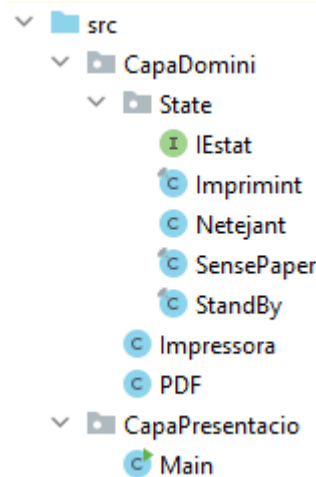 src
CapaDomini
State
IEstat
Imprimint
Netejant
SensePaper
StandBy
Impressora
PDF
CapaPresentacio
Main